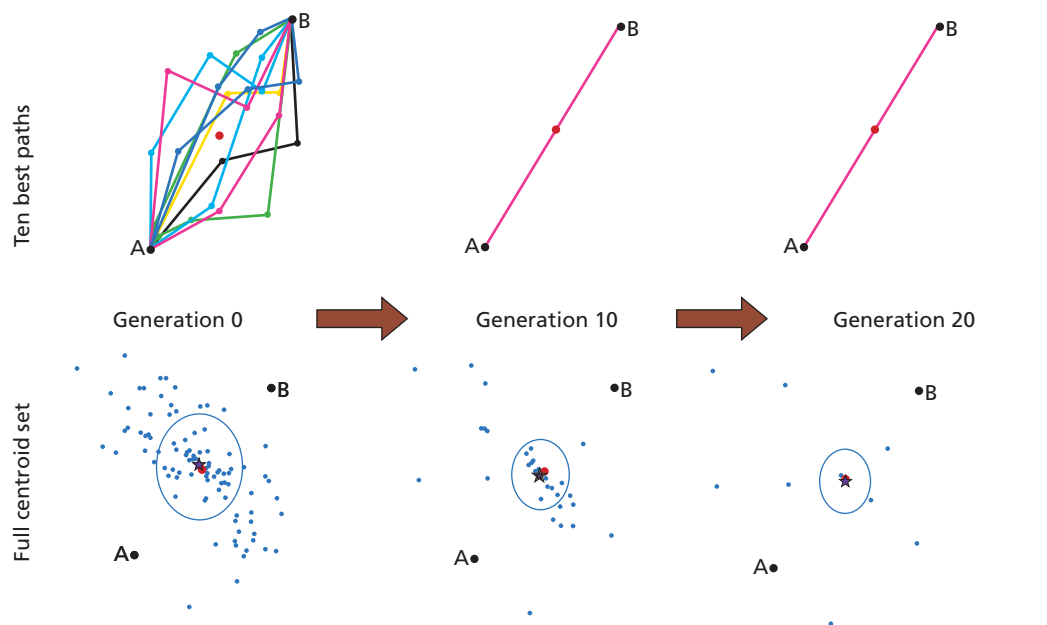 Ten best paths
B
A
B
A
B
A
Generation 0
Generation 10
Generation 20
Full centroid set
B
A
B
A
B
A